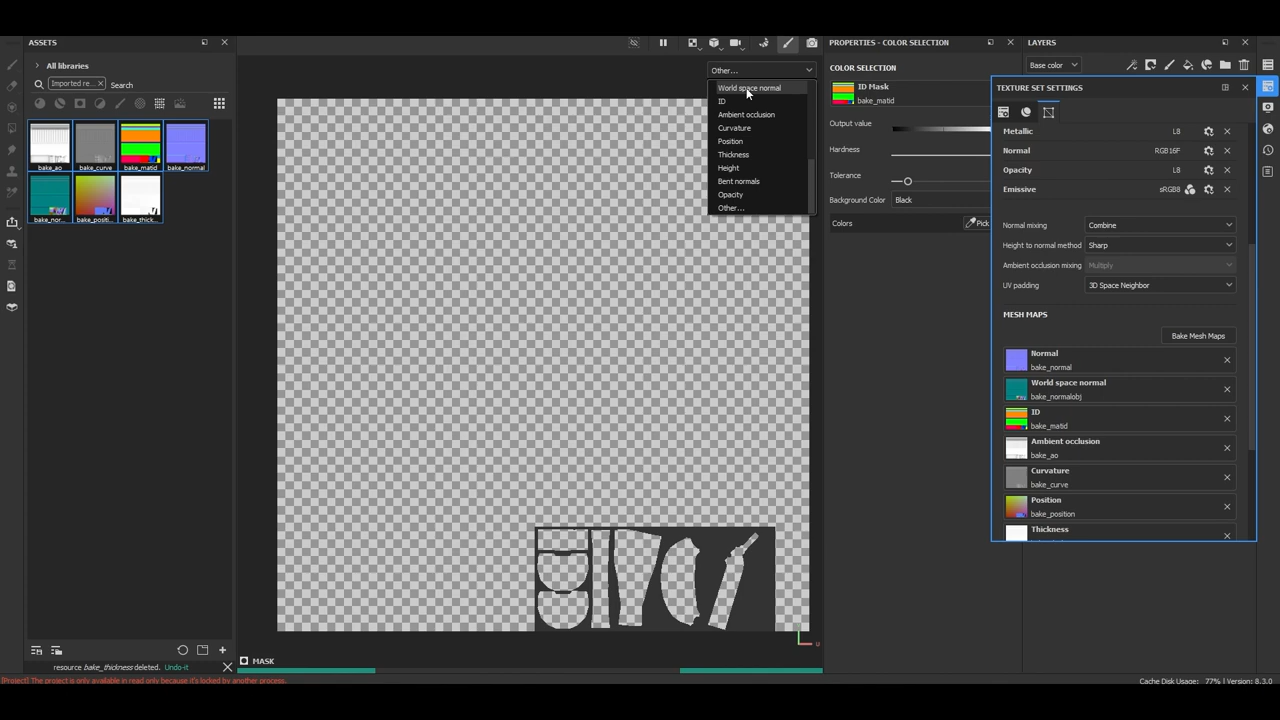 ASSETS
All libraries
Imported re...
Search
bake_ao
bake_curve
bake_matid
bake_normal
bake_nor...
bake_positi...
bake_thick...
resource bake_thickness deleted. Undo-it
[Project] The project is only available in read only because it's locked by another process.
Other...
World space normal
ID
Ambient occlusion
Curvature
Position
Thickness
Height
Bent normals
Opacity
Other...
MASK
PROPERTIES - COLOR SELECTION
COLOR SELECTION
ID Mask
bake_matid
Output value
Hardness
Tolerance
Background Color Black
Colors Pick
LAYERS
Base color
TEXTURE SET SETTINGS
Metallic L8
Normal RGB16F
Opacity L8
Emissive sRGB8
Normal mixing Combine
Height to normal method Sharp
Ambient occlusion mixing Multiply
UV padding 3D Space Neighbor
MESH MAPS
Bake Mesh Maps
Normal
bake_normal
World space normal
bake_normalobj
ID
bake_matid
Ambient occlusion
bake_ao
Curvature
bake_curve
Position
bake_position
Thickness
Cache Disk Usage: 77% | Version: 8.3.0